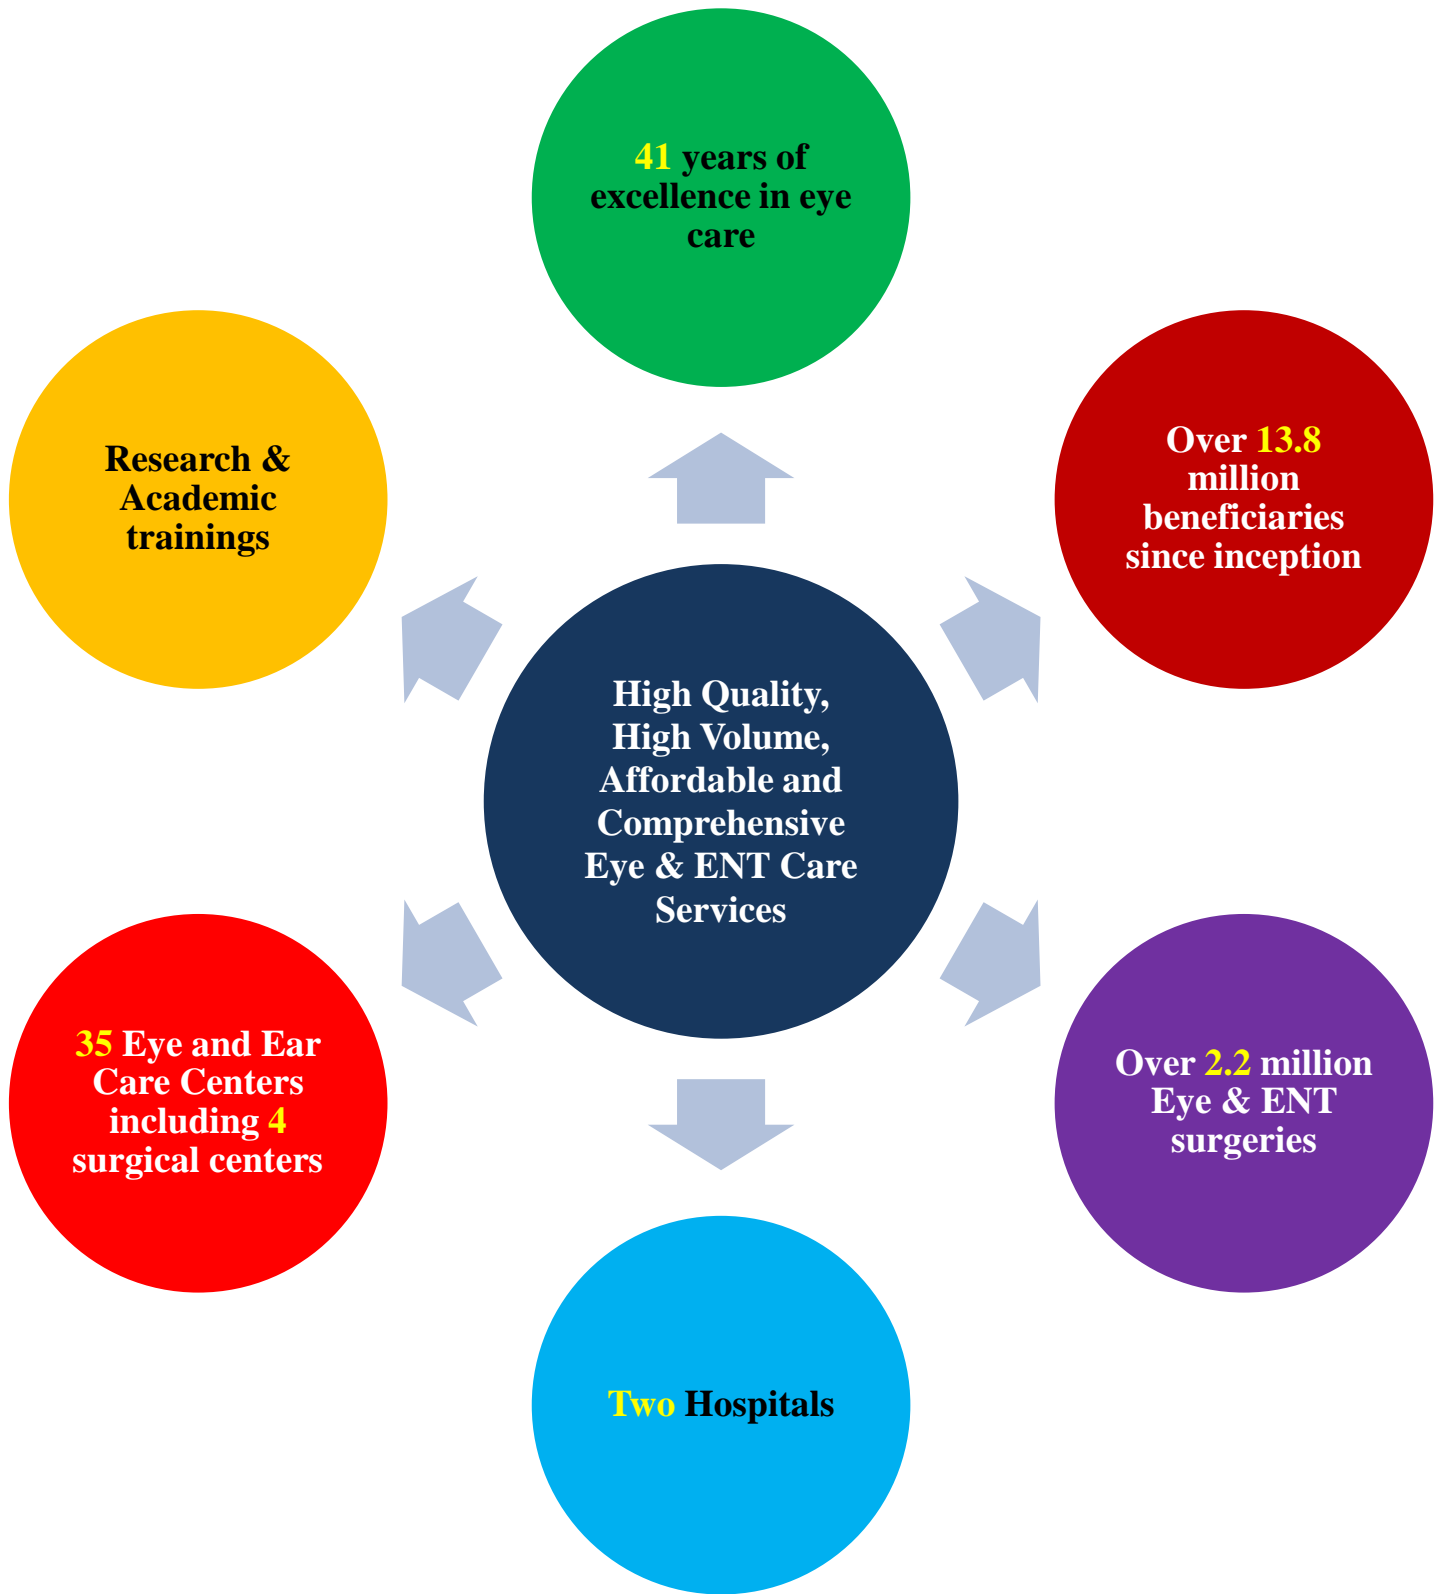 41 years of
excellence in eye
care
Over 13.8
million
beneficiaries
since inception
Over 2.2 million
Eye & ENT
surgeries
Two Hospitals
35 Eye and Ear
Care Centers
including 4
surgical centers
Research &
Academic
trainings
High Quality,
High Volume,
Affordable and
Comprehensive
Eye & ENT Care
Services